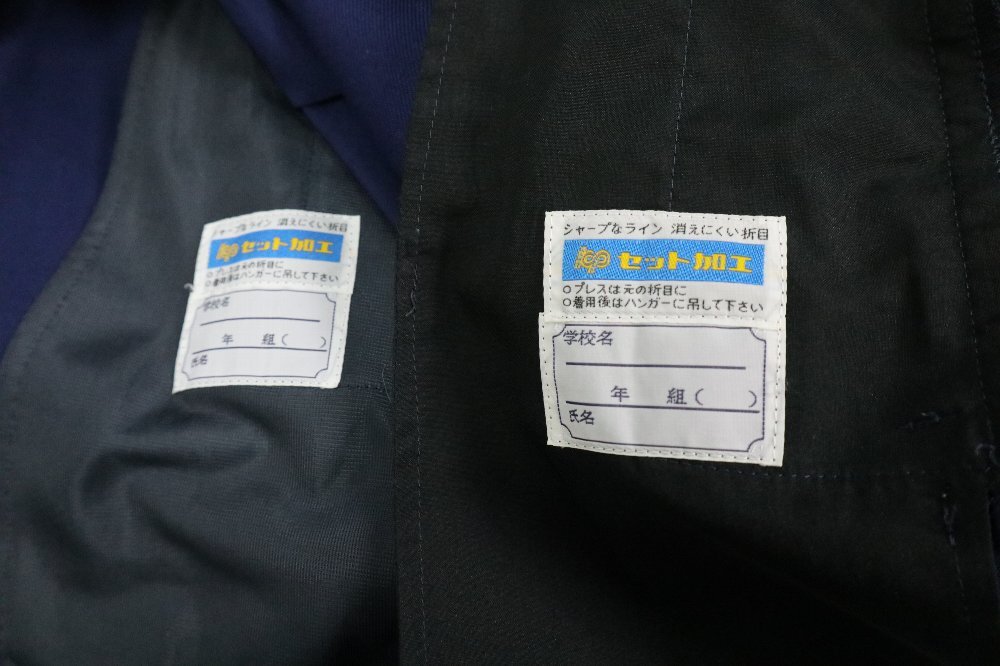 シャープなライン 消えにくい折目
セット加工
○プレスは元の折目に
○着用後はハンガーに吊して下さい
学校名
年 組( )
氏名
シャープなライン 消えにくい折目
セット加工
○プレスは元の折目に
○着用後はハンガーに吊して下さい
学校名
年 組( )
氏名